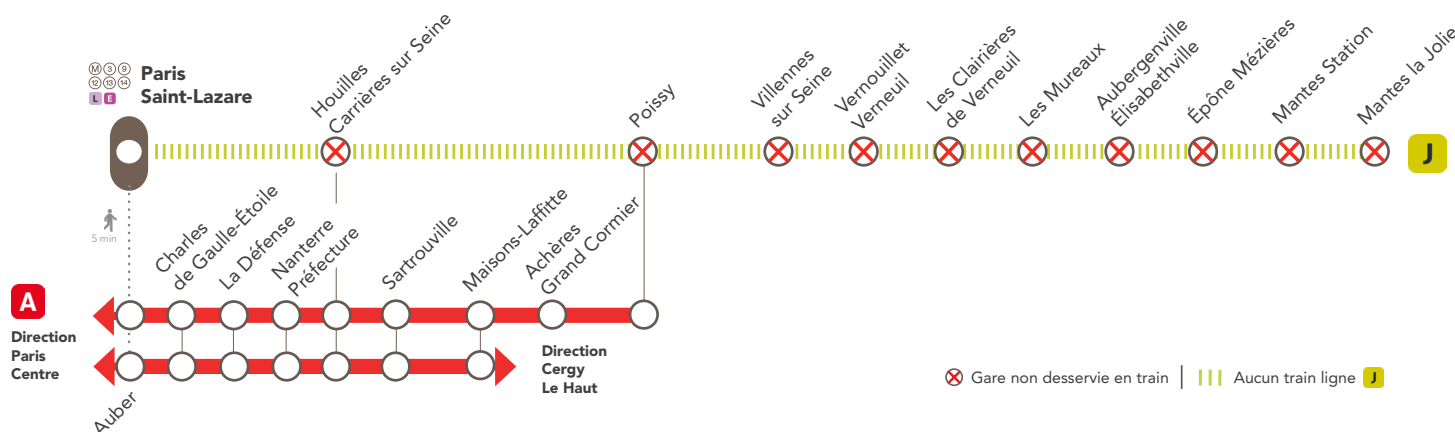 M 3 9
12 13 14
L E
Paris
Saint-Lazare
Houilles
Carrières sur Seine
Poissy
Villennes
sur Seine
Vernouillet
Verneuil
Les Clairières
de Verneuil
Les Mureaux
Aubergenville
Élisabethville
Épône Mézières
Mantes Station
Mantes la Jolie
J
5 min
Charles
de Gaulle-Étoile
La Défense
Nanterre
Préfecture
Sartrouville
Maisons-Laffitte
Achères
Grand Cormier
A
Direction
Paris
Centre
Auber
Direction
Cergy
Le Haut
Gare non desservie en train
Aucun train ligne J